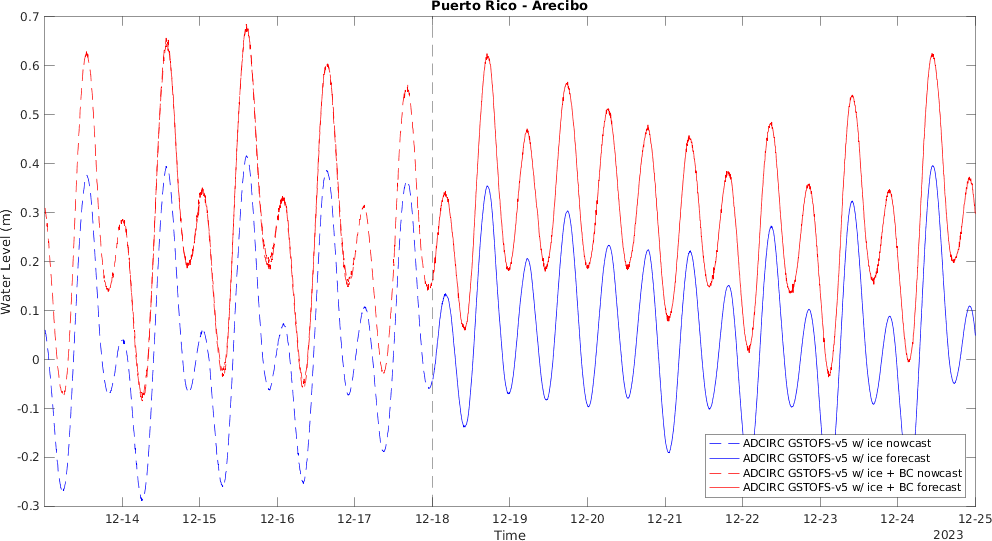 Puerto Rico - Arecibo
0.7
0.6
0.5
0.4
0.3
0.2
0.1
0
-0.1
-0.2
-0.3
Water Level (m)
ADCIRC GSTOFS-v5 w/ ice nowcast
ADCIRC GSTOFS-v5 w/ ice forecast
ADCIRC GSTOFS-v5 w/ ice + BC nowcast
ADCIRC GSTOFS-v5 w/ ice + BC forecast
12-14 12-15 12-16 12-17 12-18 12-19 12-20 12-21 12-22 12-23 12-24 12-25
Time
2023